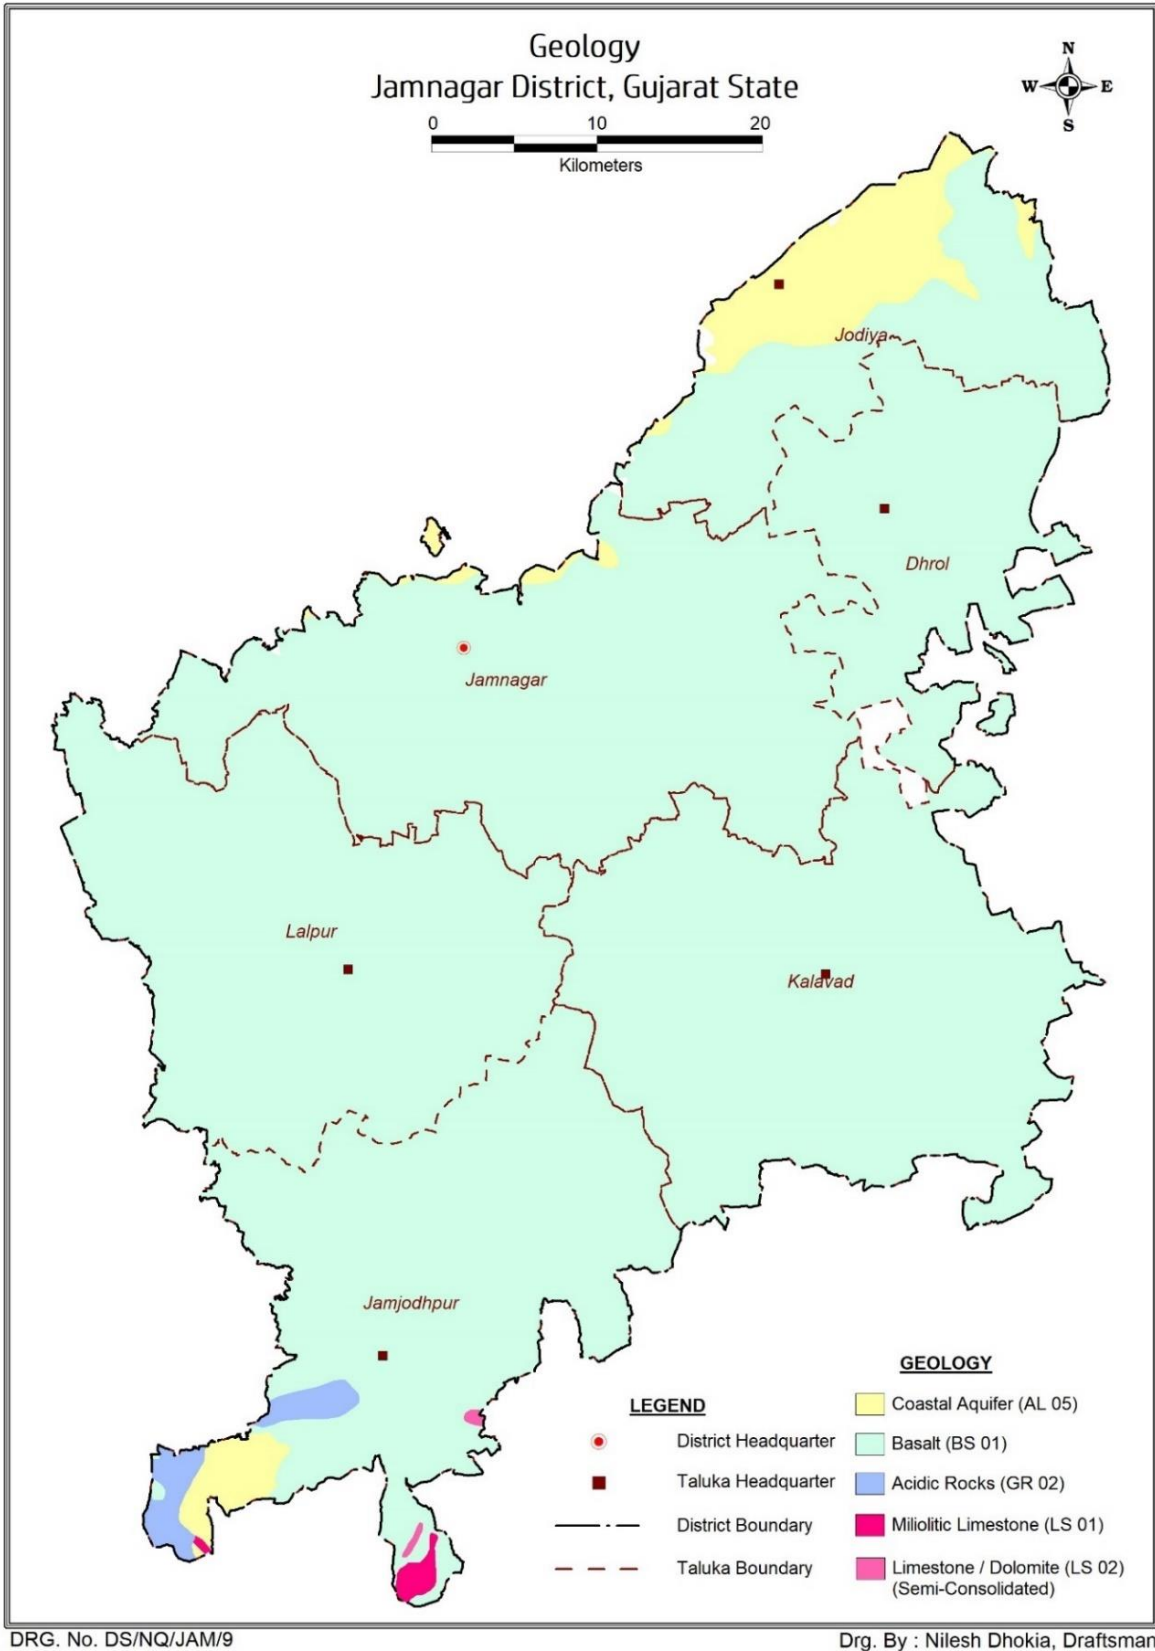 Geology
Jamnagar District, Gujarat State
N
W E
S
0 10 20
Kilometers
Jodiya
Dhrol
Jamnagar
Lalpur
Kalavad
Jamjodhpur
LEGEND
District Headquarter
Taluka Headquarter
District Boundary
Taluka Boundary
GEOLOGY
Coastal Aquifer (AL 05)
Basalt (BS 01)
Acidic Rocks (GR 02)
Miliolitic Limestone (LS 01)
Limestone / Dolomite (LS 02)
(Semi-Consolidated)
DRG. No. DS/NQ/JAM/9
Drg. By : Nilesh Dhokia, Draftsman